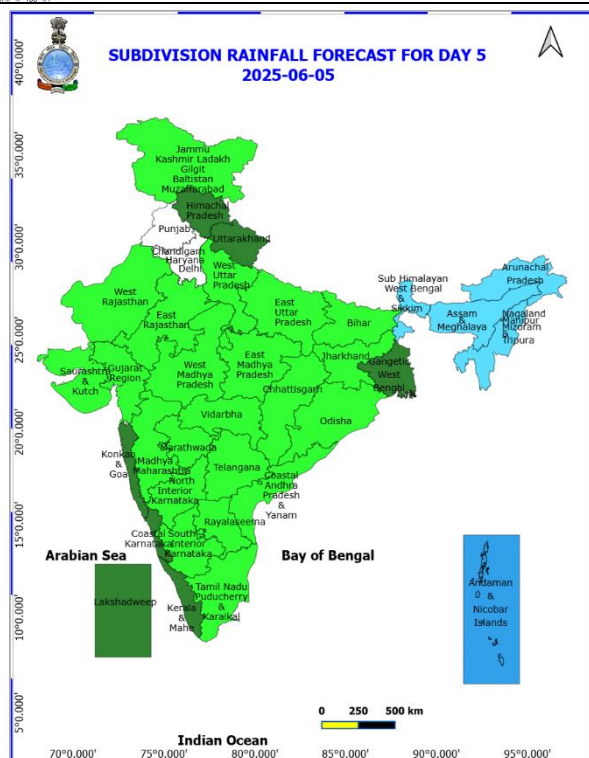 SUBDIVISION RAINFALL FORECAST FOR DAY 5
2025-06-05
40°0.000'
35°0.000'
30°0.000'
25°0.000'
20°0.000'
15°0.000'
10°0.000'
5°0.000'
Jammu
Kashmir Ladakh
Gilgit
Baltistan
Muzaffarabad
Himachal
Pradesh
Punjab
Uttarakhand
Chandigarh
Haryana
Delhi
West
Uttar
Pradesh
Sub Himalayan
West Bengal
&
Sikkim
Arunachal
Pradesh
West
Rajasthan
East
Rajasthan
East
Uttar
Pradesh
Bihar
Assam
&
Meghalaya
Nagaland
Manipur
Mizoram
&
Tripura
Saurashtra
&
Kutch
Gujarat
Region
West
Madhya
Pradesh
East
Madhya
Pradesh
Jharkhand
Gangetic
West
Bengal
Chhattisgarh
Vidarbha
Odisha
Konkan
&
Goa
Madhya
Maharashtra
Marathwada
Telangana
North
Interior
Karnataka
Coastal
Andhra
Pradesh
&
Yanam
Rayalaseema
Coastal
Karnataka
South
Interior
Karnataka
Arabian Sea
Bay of Bengal
Lakshadweep
Kerala
&
Mahe
Tamil Nadu
Puducherry
&
Karaikal
Andaman
&
Nicobar
Islands
0 250 500 km
Indian Ocean
70°0.000' 75°0.000' 80°0.000' 85°0.000' 90°0.000' 95°0.000'